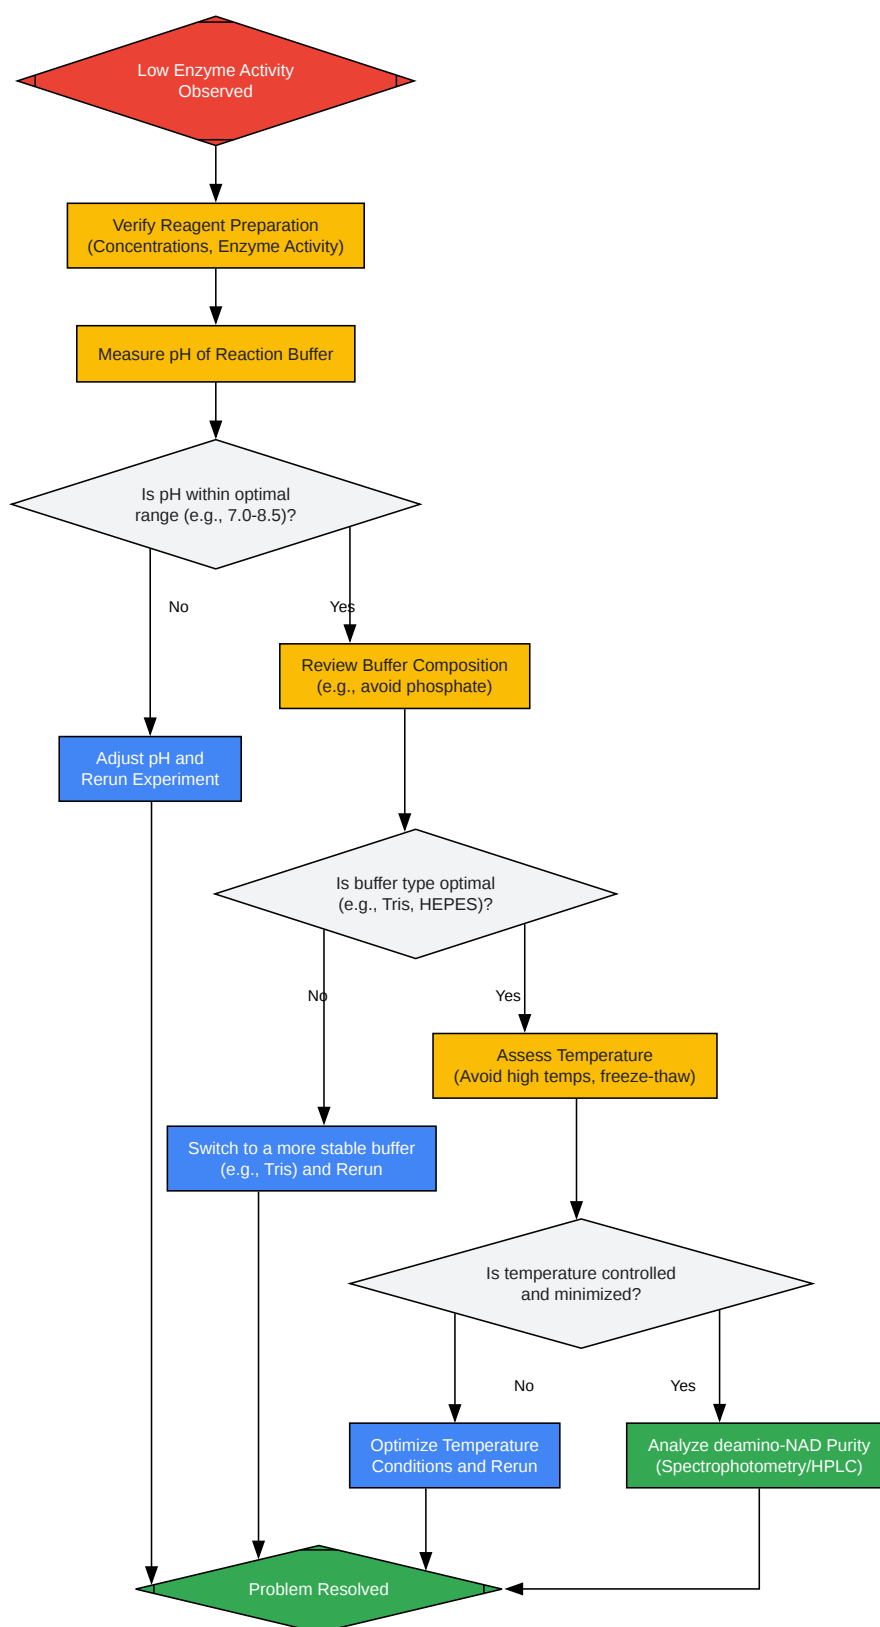 Low Enzyme Activity
Observed
Verify Reagent Preparation
(Concentrations, Enzyme Activity)
Measure pH of Reaction Buffer
Is pH within optimal
range (e.g., 7.0-8.5)?
No
Yes
Review Buffer Composition
(e.g., avoid phosphate)
Adjust pH and
Rerun Experiment
Is buffer type optimal
(e.g., Tris, HEPES)?
No
Yes
Assess Temperature
(Avoid high temps, freeze-thaw)
Switch to a more stable buffer
(e.g., Tris) and Rerun
Is temperature controlled
and minimized?
No
Yes
Optimize Temperature
Conditions and Rerun
Analyze deamino-NAD Purity
(Spectrophotometry/HPLC)
Problem Resolved